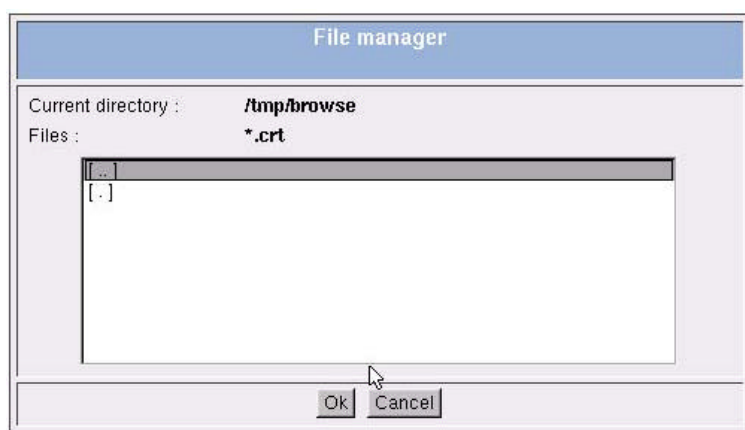 File manager
Current directory : /tmp/browse
Files : *.crt
[ .. ]
[ . ]
Ok Cancel